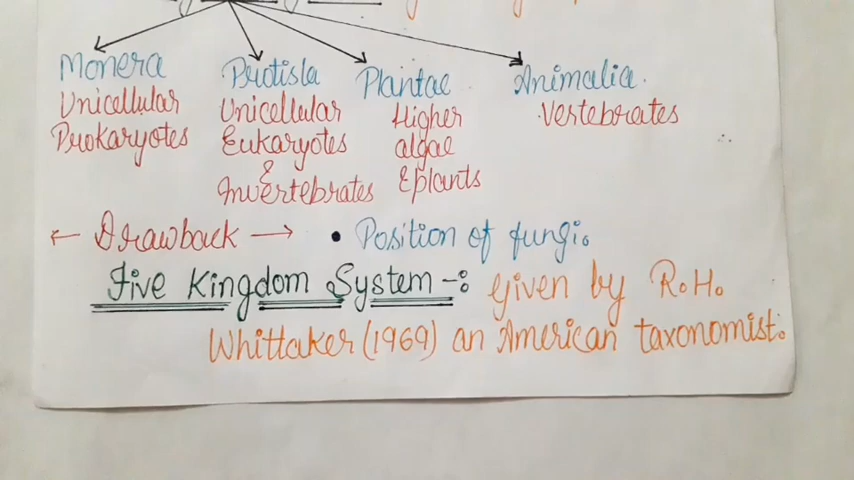 Monera Protista Plantae Animalia.
Unicellular Unicellular Higher Vertebrates
Prokaryotes Eukaryotes algae
& Invertebrates & plants
← Drawback → • Position of fungi.
Five Kingdom System -: Given by R.H.
Whittaker (1969) an American taxonomist.